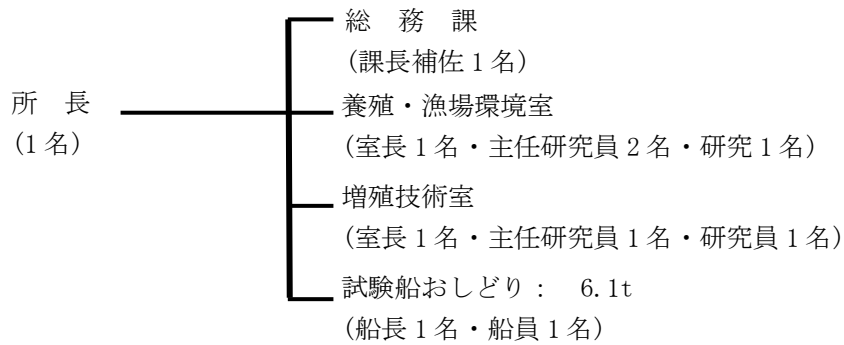 総　務　課
(課長補佐 1 名)
所　長
(1 名)
養殖・漁場環境室
(室長 1 名・主任研究員 2 名・研究 1 名)
増殖技術室
(室長 1 名・主任研究員 1 名・研究員 1 名)
試験船おしどり：　6.1t
(船長 1 名・船員 1 名)